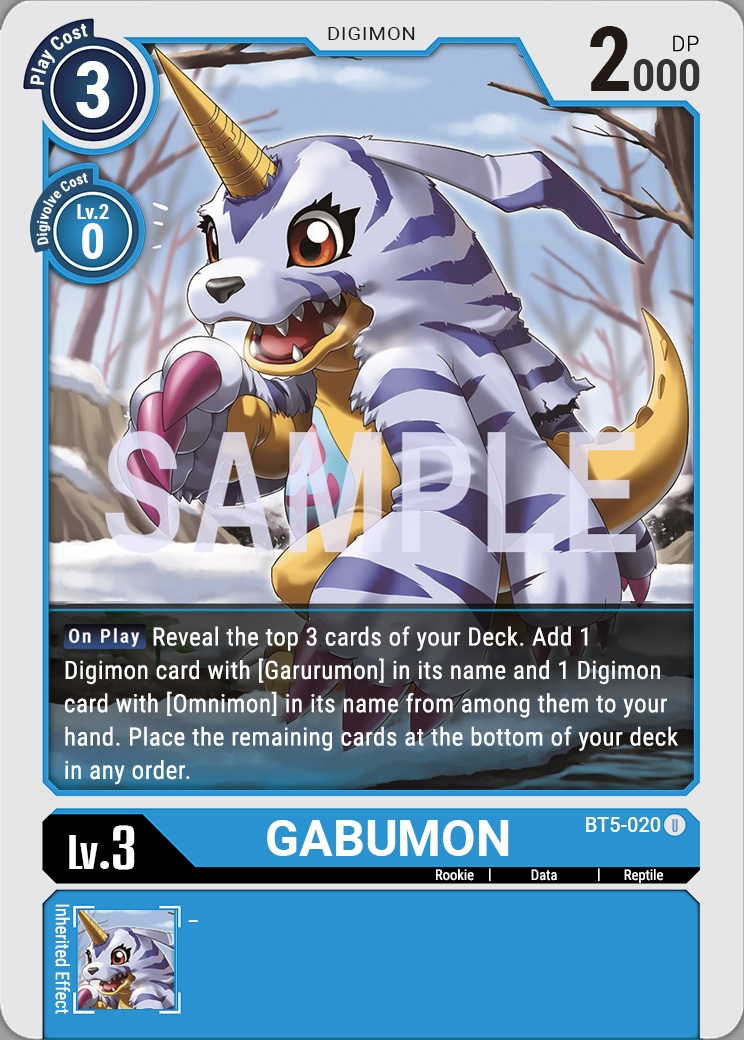 DIGIMON
Play Cost
3
DP
2000
Digivolve Cost
Lv.2
0
SAMPLE
On Play Reveal the top 3 cards of your Deck. Add 1
Digimon card with [Garurumon] in its name and 1 Digimon
card with [Omnimon] in its name from among them to your
hand. Place the remaining cards at the bottom of your deck
in any order.
Lv.3
GABUMON
BT5-020 U
Rookie | Data | Reptile
Inherited Effect
–